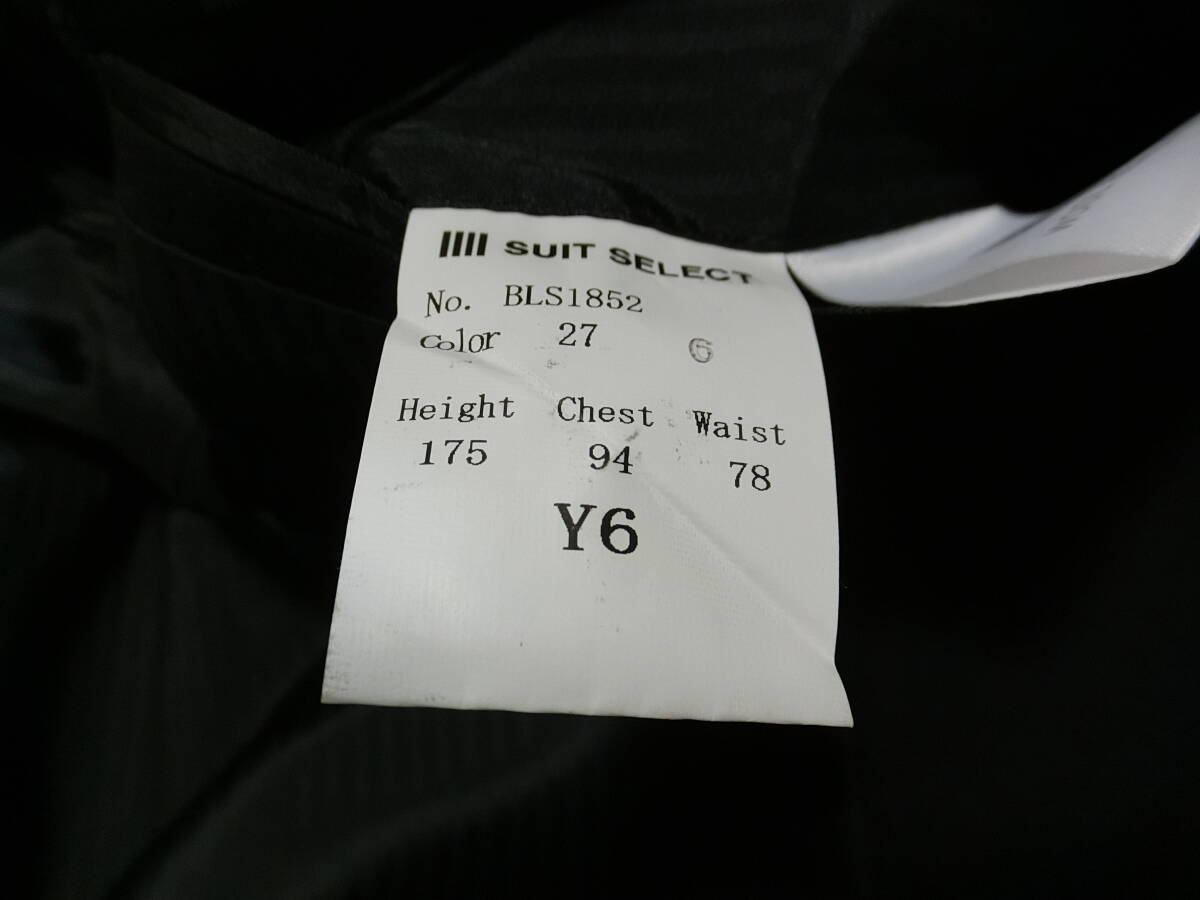 SUIT SELECT
No. BLS1852
color 27 6
Height Chest Waist
175 94 78
Y6